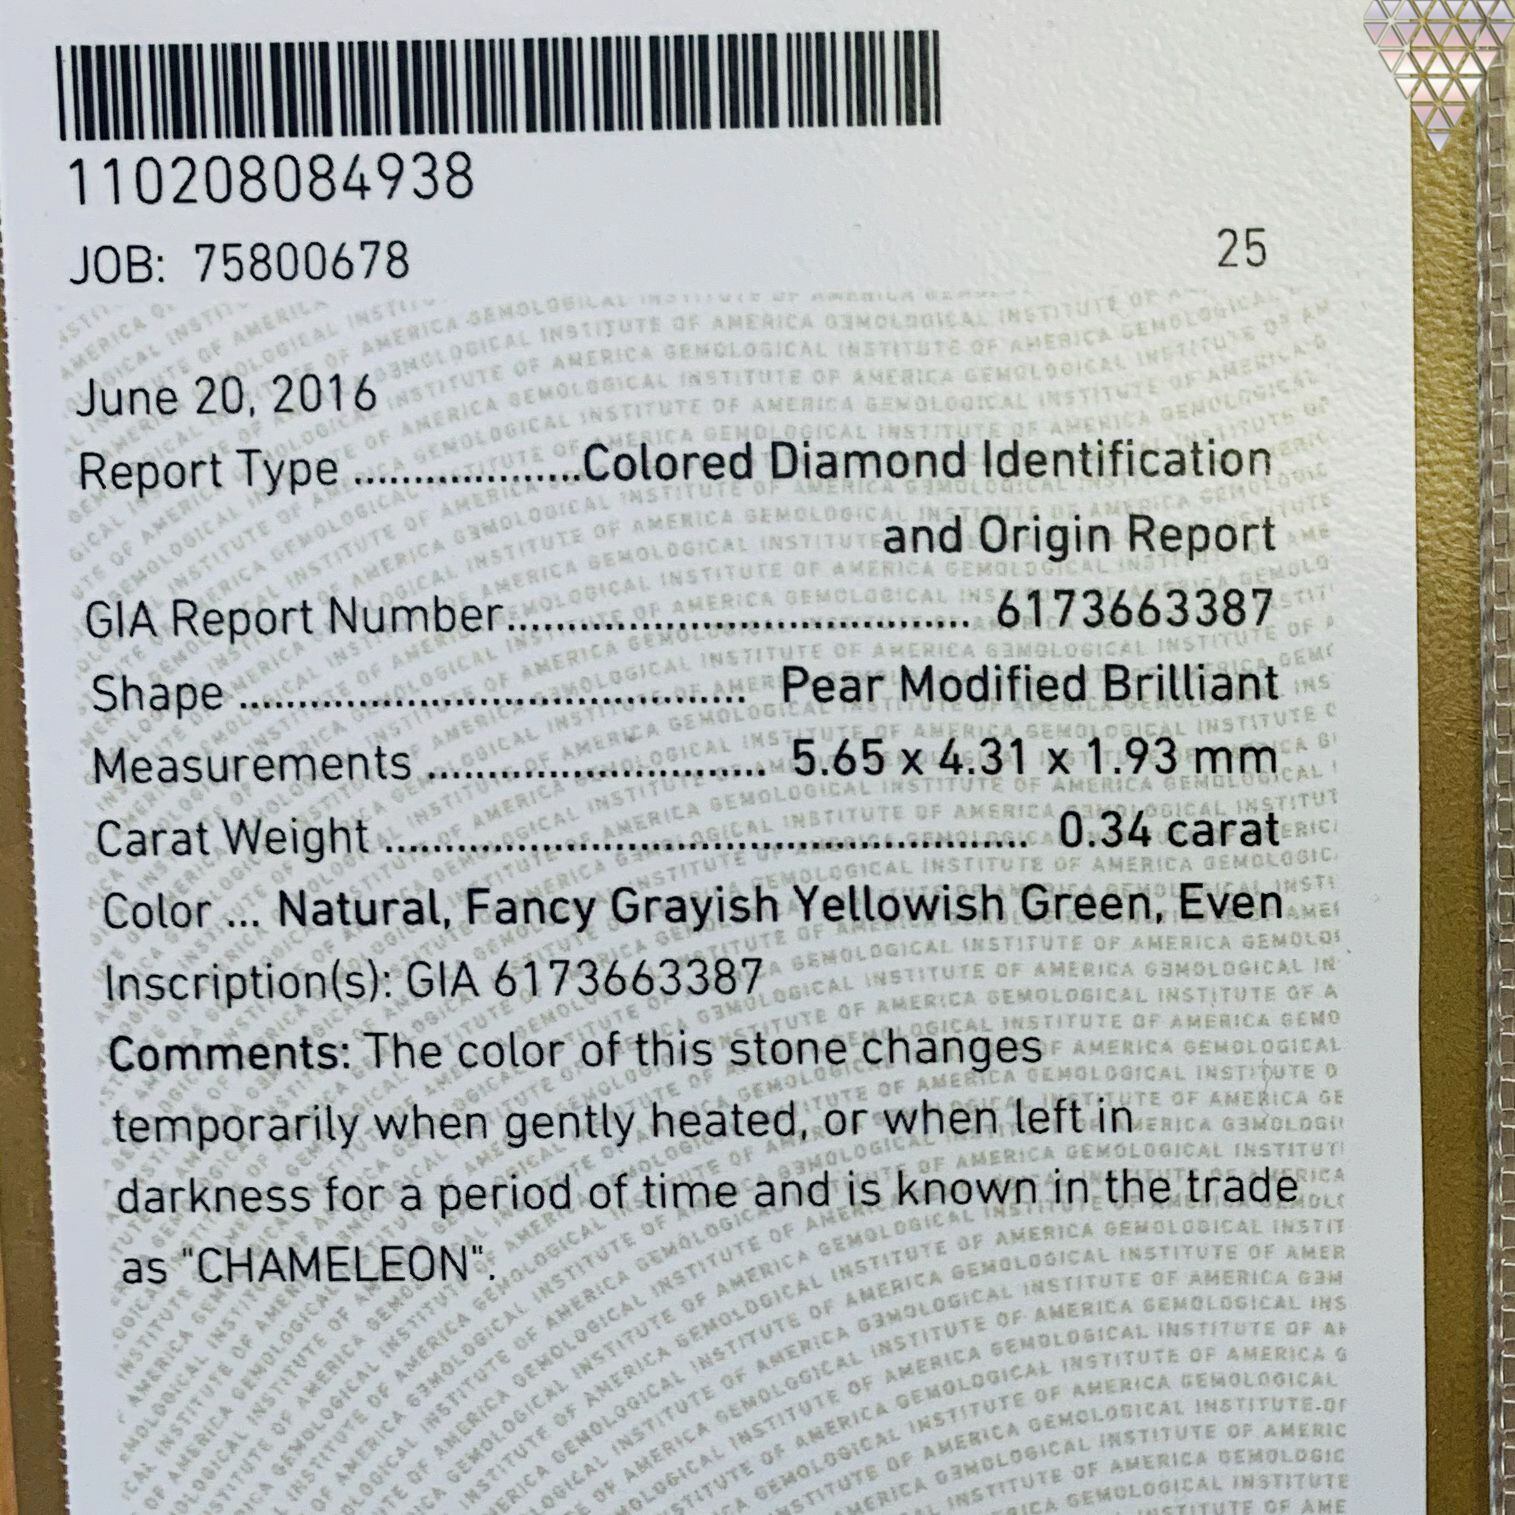 110208084938
JOB: 75800678
25
June 20, 2016
Report Type ...................Colored Diamond Identification
and Origin Report
GIA Report Number....................................... 6173663387
Shape ........................................... Pear Modified Brilliant
Measurements ............................. 5.65 x 4.31 x 1.93 mm
Carat Weight ...................................................... 0.34 carat
Color ... Natural, Fancy Grayish Yellowish Green, Even
Inscription(s): GIA 6173663387
Comments: The color of this stone changes
temporarily when gently heated, or when left in
darkness for a period of time and is known in the trade
as "CHAMELEON".